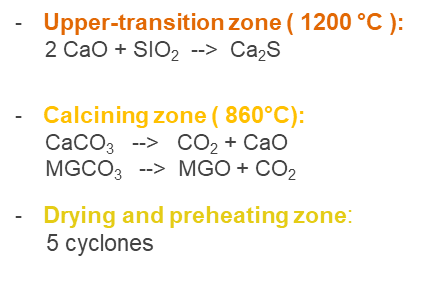 - Upper-transition zone ( 1200 °C ):
2 CaO + SIO₂ --> Ca₂S
- Calcining zone ( 860°C):
CaCO₃ --> CO₂ + CaO
MGCO₃ --> MGO + CO₂
- Drying and preheating zone:
5 cyclones